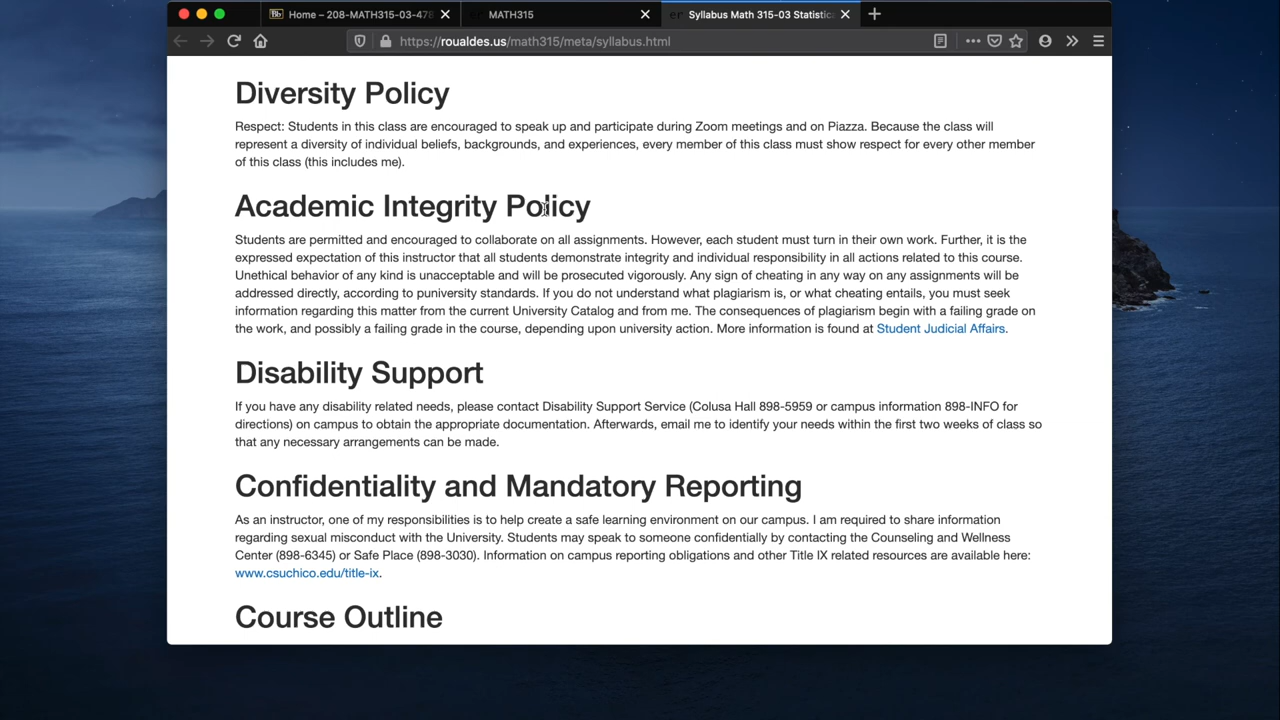 Home – 208-MATH315-03-478
MATH315
Syllabus Math 315-03 Statistic
https://roualdes.us/math315/meta/syllabus.html
Diversity Policy
Respect: Students in this class are encouraged to speak up and participate during Zoom meetings and on Piazza. Because the class will
represent a diversity of individual beliefs, backgrounds, and experiences, every member of this class must show respect for every other member
of this class (this includes me).
Academic Integrity Policy
Students are permitted and encouraged to collaborate on all assignments. However, each student must turn in their own work. Further, it is the
expressed expectation of this instructor that all students demonstrate integrity and individual responsibility in all actions related to this course.
Unethical behavior of any kind is unacceptable and will be prosecuted vigorously. Any sign of cheating in any way on any assignments will be
addressed directly, according to puniversity standards. If you do not understand what plagiarism is, or what cheating entails, you must seek
information regarding this matter from the current University Catalog and from me. The consequences of plagiarism begin with a failing grade on
the work, and possibly a failing grade in the course, depending upon university action. More information is found at Student Judicial Affairs.
Disability Support
If you have any disability related needs, please contact Disability Support Service (Colusa Hall 898-5959 or campus information 898-INFO for
directions) on campus to obtain the appropriate documentation. Afterwards, email me to identify your needs within the first two weeks of class so
that any necessary arrangements can be made.
Confidentiality and Mandatory Reporting
As an instructor, one of my responsibilities is to help create a safe learning environment on our campus. I am required to share information
regarding sexual misconduct with the University. Students may speak to someone confidentially by contacting the Counseling and Wellness
Center (898-6345) or Safe Place (898-3030). Information on campus reporting obligations and other Title IX related resources are available here:
www.csuchico.edu/title-ix.
Course Outline